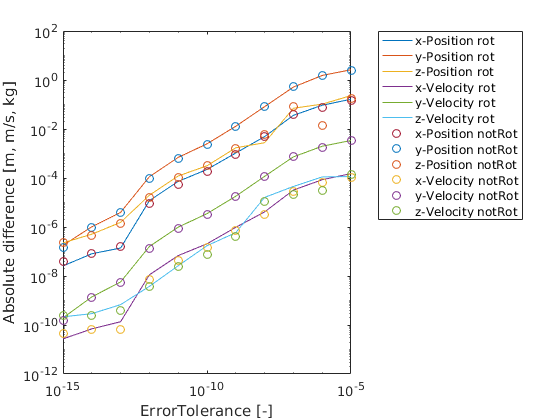 10^2
10^0
10^-2
10^-4
10^-6
10^-8
10^-10
10^-12
Absolute difference [m, m/s, kg]
10^-15
10^-10
10^-5
ErrorTolerance [-]
x-Position rot
y-Position rot
z-Position rot
x-Velocity rot
y-Velocity rot
z-Velocity rot
x-Position notRot
y-Position notRot
z-Position notRot
x-Velocity notRot
y-Velocity notRot
z-Velocity notRot